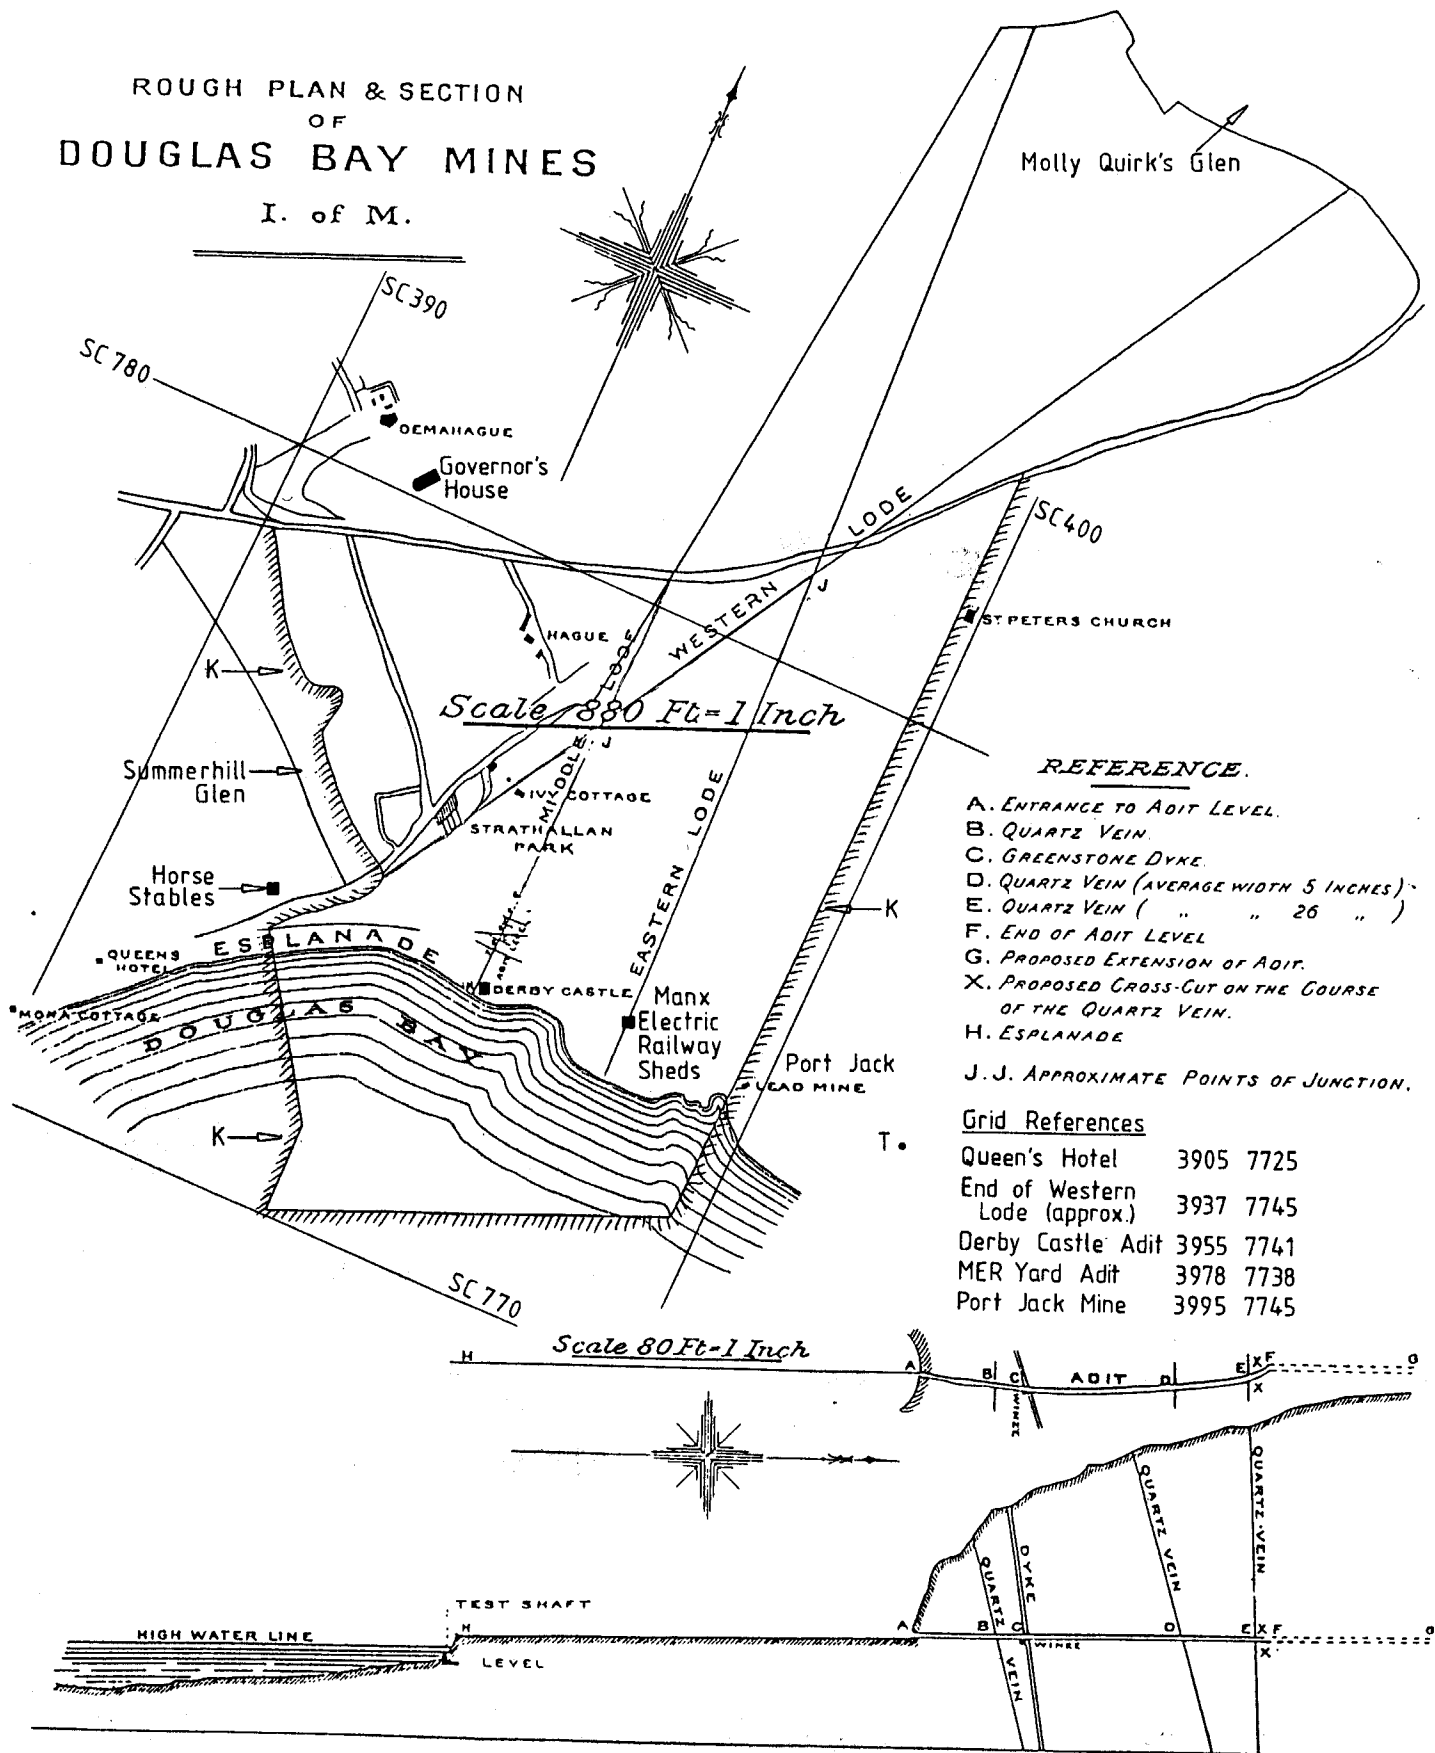 ROUGH PLAN & SECTION
OF
DOUGLAS BAY MINES
I. of M.
Molly Quirk's Glen
SC390
SC 780
DEMAHAGUE
Governor's
House
LODE
SC400
WESTERN
J
ST PETERS CHURCH
HAGUE
LODE
K
Scale 880 Ft=1 Inch
J
MIDDLE
Summerhill
Glen
IVY COTTAGE
STRATHALLAN
PARK
EASTERN LODE
Horse
Stables
K
ESPLANADE
QUEENS
HOTEL
DERBY CASTLE
MONA COTTAGE
DOUGLAS BAY
Manx
Electric
Railway
Sheds
Port Jack
LEAD MINE
K
T
SC 770
REFERENCE.
A. ENTRANCE TO ADIT LEVEL.
B. QUARTZ VEIN.
C. GREENSTONE DYKE.
D. QUARTZ VEIN (AVERAGE WIDTH 5 INCHES)
E. QUARTZ VEIN ( " " 26 " )
F. END OF ADIT LEVEL
G. PROPOSED EXTENSION OF ADIT.
X. PROPOSED CROSS-CUT ON THE COURSE
OF THE QUARTZ VEIN.
H. ESPLANADE
J.J. APPROXIMATE POINTS OF JUNCTION.
Grid References
Queen's Hotel 3905 7725
End of Western
Lode (approx.) 3937 7745
Derby Castle Adit 3955 7741
MER Yard Adit 3978 7738
Port Jack Mine 3995 7745
Scale 80 Ft=1 Inch
H A B C ADIT D E X F G
WINZE
X
QUARTZ VEIN
DYKE
QUARTZ VEIN
QUARTZ VEIN
TEST SHAFT
HIGH WATER LINE
H
LEVEL
A B C D E X F G
WINZE
X